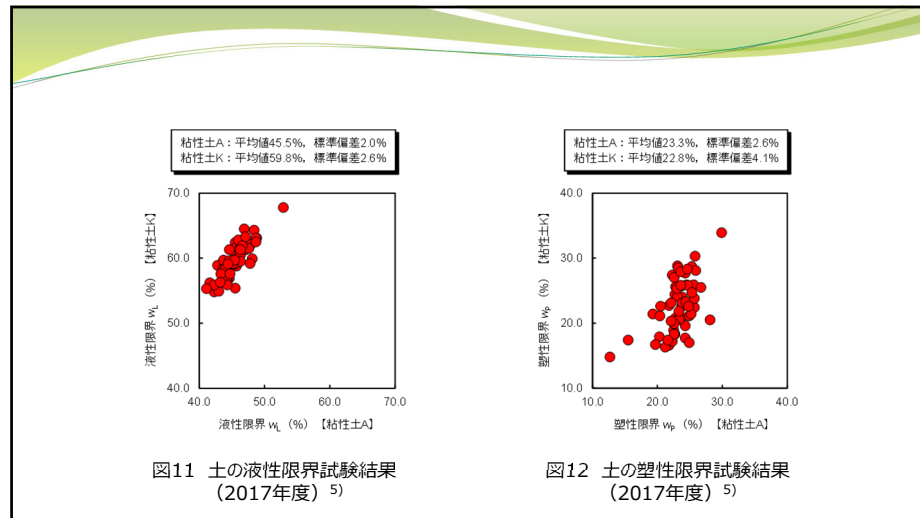 粘性土A：平均値45.5%，標準偏差2.0%
粘性土K：平均値59.8%，標準偏差2.6%
70.0
60.0
50.0
40.0
液性限界 wL（%）【粘性土K】
40.0 50.0 60.0 70.0
液性限界 wL（%）【粘性土A】
図11 土の液性限界試験結果
（2017年度）5)
粘性土A：平均値23.3%，標準偏差2.6%
粘性土K：平均値22.8%，標準偏差4.1%
40.0
30.0
20.0
10.0
塑性限界 wP（%）【粘性土K】
10.0 20.0 30.0 40.0
塑性限界 wP（%）【粘性土A】
図12 土の塑性限界試験結果
（2017年度）5)